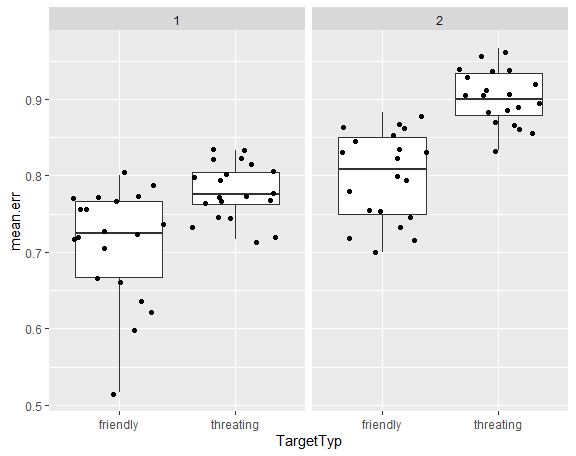 1
2
mean.err
0.9
0.8
0.7
0.6
0.5
friendly
threating
friendly
threating
TargetTyp